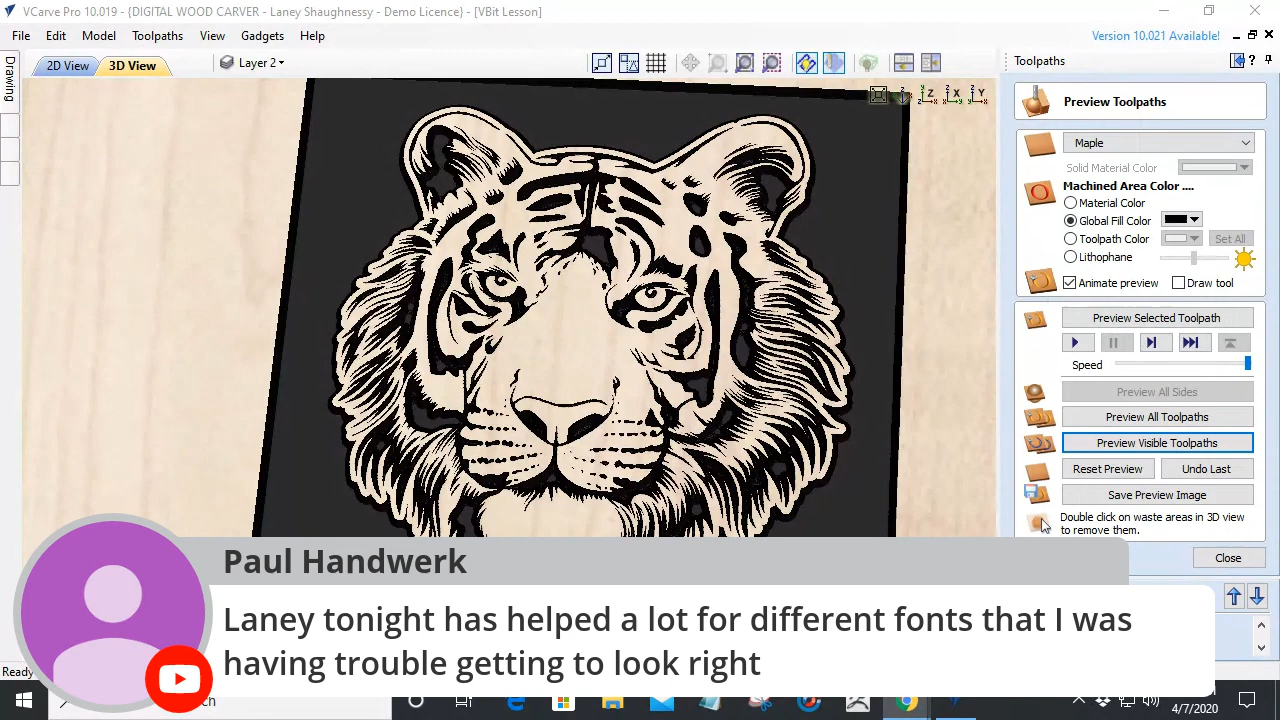 VCarve Pro 10.019 - {DIGITAL WOOD CARVER - Laney Shaughnessy - Demo Licence} - [VBit Lesson]
File Edit Model Toolpaths View Gadgets Help
Version 10.021 Available!
Drawing
2D View 3D View
Layer 2
Z X Y
Toolpaths
?
Preview Toolpaths
Maple
Solid Material Color
Machined Area Color ....
Material Color
Global Fill Color
Toolpath Color Set All
Lithophane
Animate preview Draw tool
Preview Selected Toolpath
Speed
Preview All Sides
Preview All Toolpaths
Preview Visible Toolpaths
Reset Preview Undo Last
Save Preview Image
Double click on waste areas in 3D view
to remove them.
Close
Paul Handwerk
Laney tonight has helped a lot for different fonts that I was
having trouble getting to look right
Ready
4/7/2020